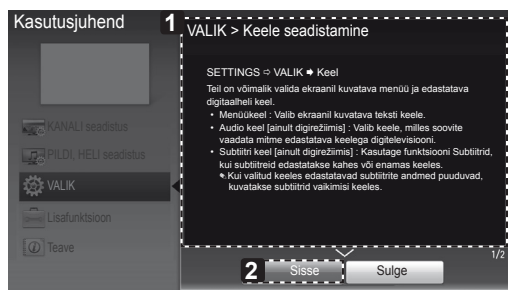 Kasutusjuhend
1
VALIK > Keele seadistamine
KANALI seadistus
PILDI, HELI seadistus
VALIK
Lisafunktsioon
Teave
SETTINGS ⇨ VALIK ➡ Keel
Teil on võimalik valida ekraanil kuvatava menüü ja edastatava
digitaalheli keel.
• Menüükeel : Valib ekraanil kuvatava teksti keele.
• Audio keel [ainult digirežiimis] : Valib keele, milles soovite
vaadata mitme edastatava keelega digitelevisiooni.
• Subtiitri keel [ainult digirežiimis] : Kasutage funktsiooni Subtiitrid,
kui subtiitreid edastatakse kahes või enamas keeles.
Kui valitud keeles edastatavad subtiitrite andmed puuduvad,
kuvatakse subtiitrid vaikimisi keeles.
1/2
2
Sisse
Sulge